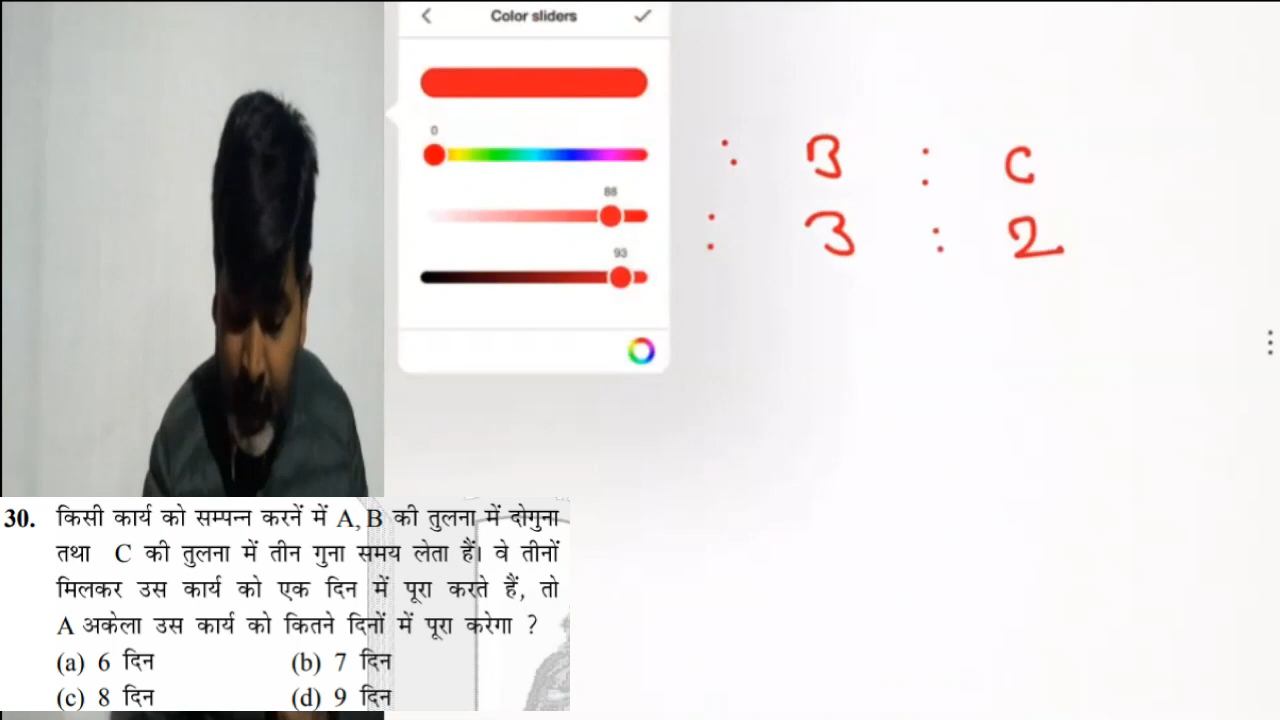 Color sliders
0
88
93
: B : C
: 3 : 2
30. किसी कार्य को सम्पन्न करनें में A, B की तुलना में दोगुना
तथा C की तुलना में तीन गुना समय लेता हैं। वे तीनों
मिलकर उस कार्य को एक दिन में पूरा करते हैं, तो
A अकेला उस कार्य को कितने दिनों में पूरा करेगा ?
(a) 6 दिन (b) 7 दिन
(c) 8 दिन (d) 9 दिन